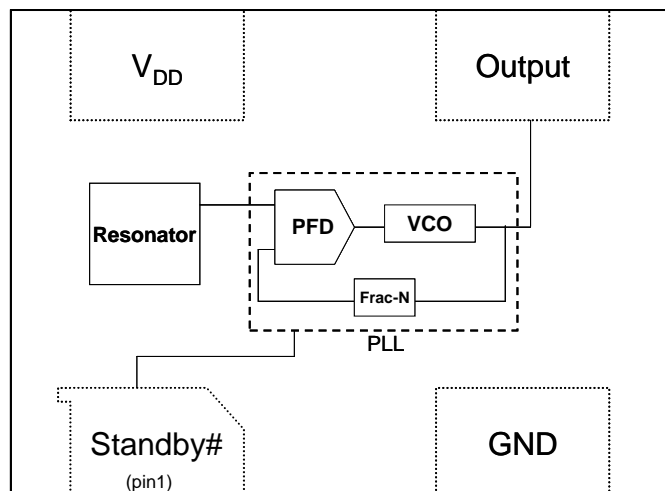 VDD
Output
Resonator
PFD
VCO
Frac-N
PLL
Standby#
(pin1)
GND